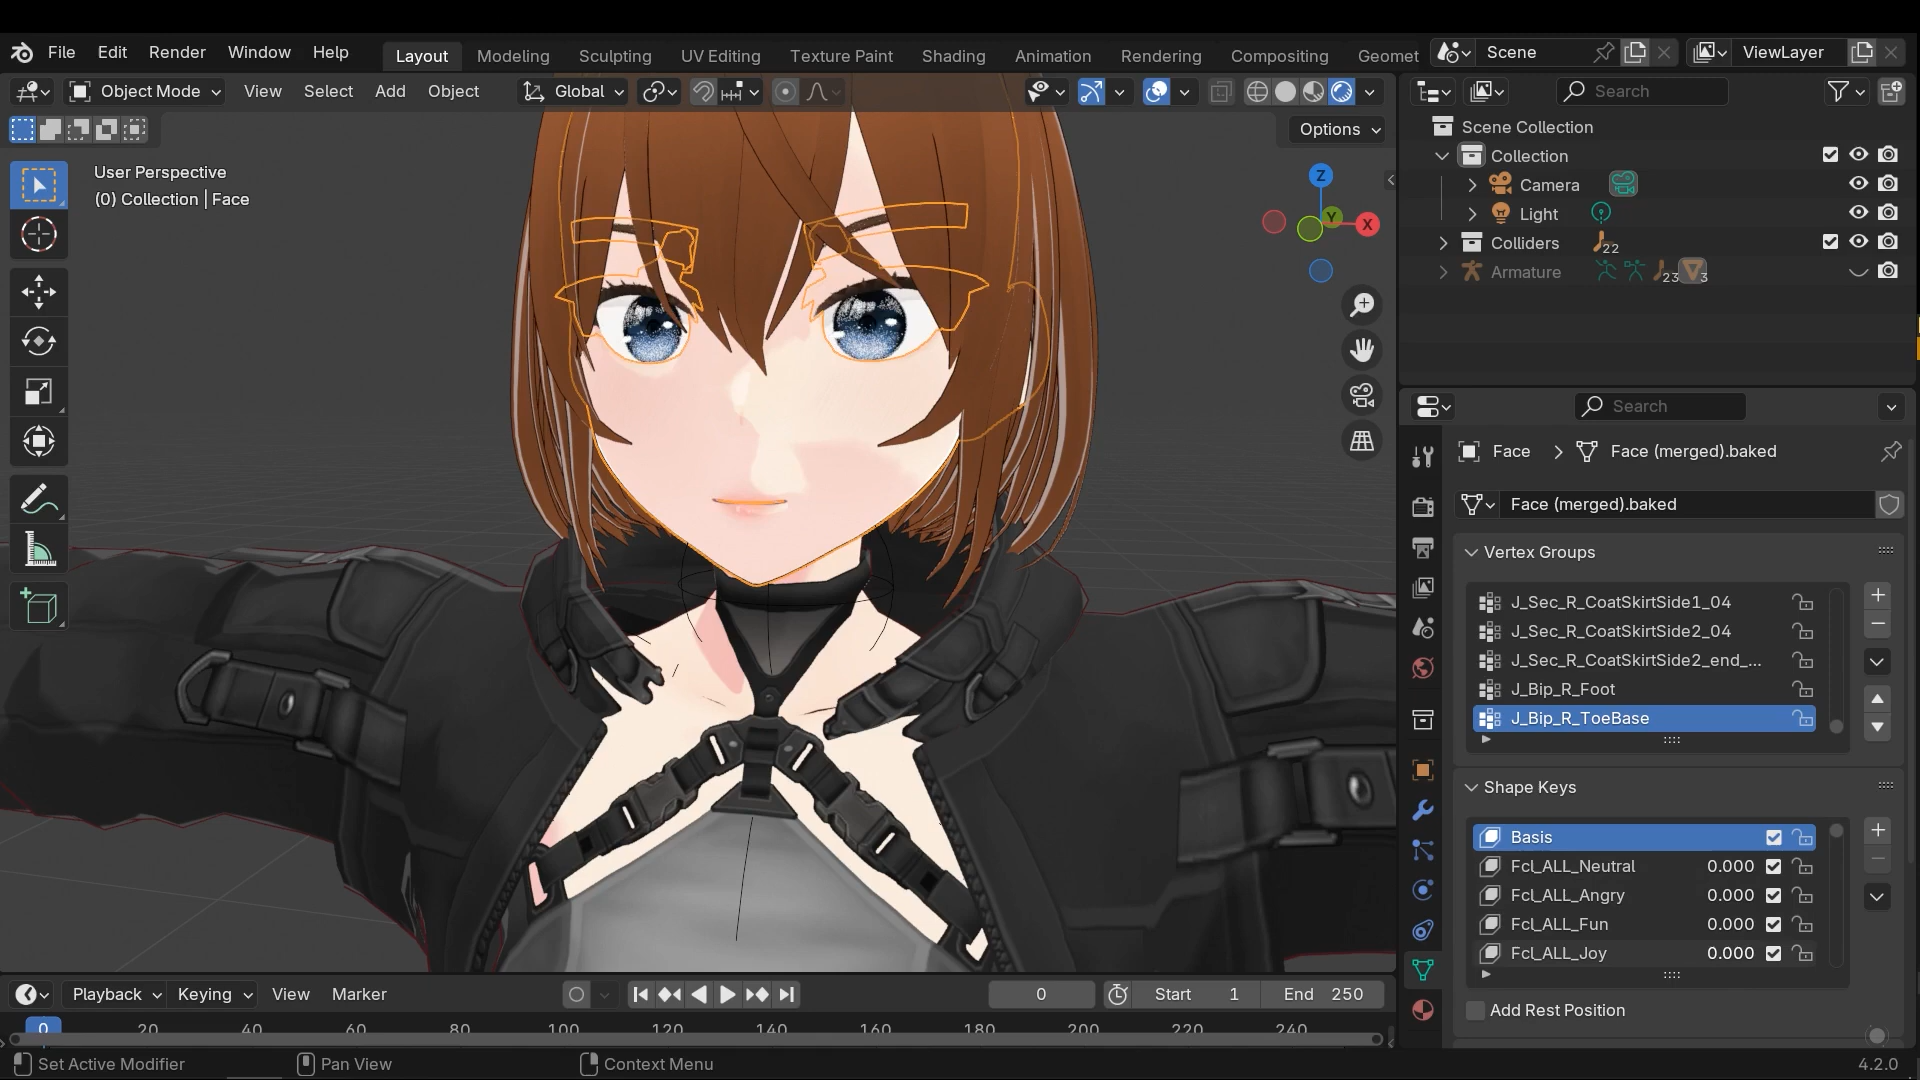 File Edit Render Window Help Layout Modeling Sculpting UV Editing Texture Paint Shading Animation Rendering Compositing Geomet Scene ViewLayer
Object Mode View Select Add Object Global Search
Options
User Perspective
(0) Collection | Face
Z
Y
X
Scene Collection
Collection
Camera
Light
Colliders 22
Armature 23 3
Search
Face > Face (merged).baked
Face (merged).baked
Vertex Groups
J_Sec_R_CoatSkirtSide1_04
J_Sec_R_CoatSkirtSide2_04
J_Sec_R_CoatSkirtSide2_end_...
J_Bip_R_Foot
J_Bip_R_ToeBase
Shape Keys
Basis
Fcl_ALL_Neutral 0.000
Fcl_ALL_Angry 0.000
Fcl_ALL_Fun 0.000
Fcl_ALL_Joy 0.000
Add Rest Position
Playback Keying View Marker 0 Start 1 End 250
0 20 40 60 80 100 120 140 160 180 200 220 240
Set Active Modifier Pan View Context Menu 4.2.0